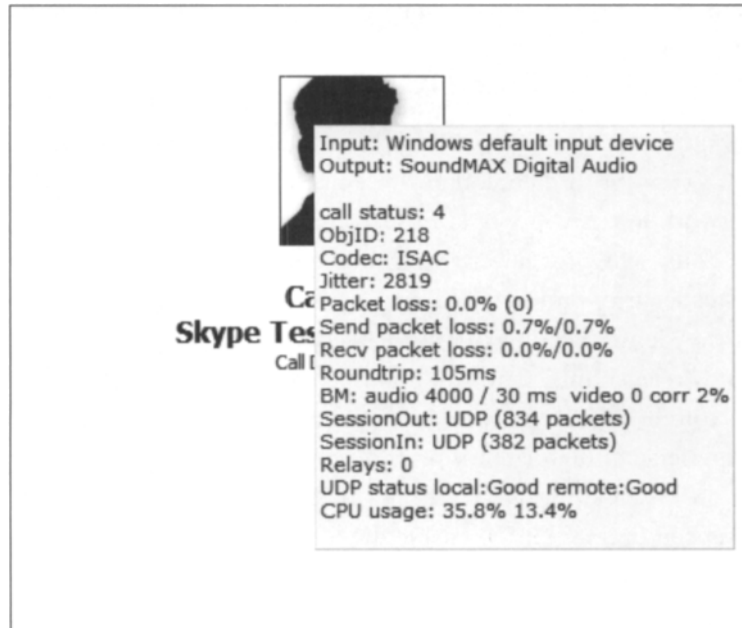 Input: Windows default input device
Output: SoundMAX Digital Audio
call status: 4
ObjID: 218
Codec: ISAC
Jitter: 2819
Packet loss: 0.0% (0)
Send packet loss: 0.7%/0.7%
Recv packet loss: 0.0%/0.0%
Roundtrip: 105ms
BM: audio 4000 / 30 ms video 0 corr 2%
SessionOut: UDP (834 packets)
SessionIn: UDP (382 packets)
Relays: 0
UDP status local:Good remote:Good
CPU usage: 35.8% 13.4%
Skype
Call